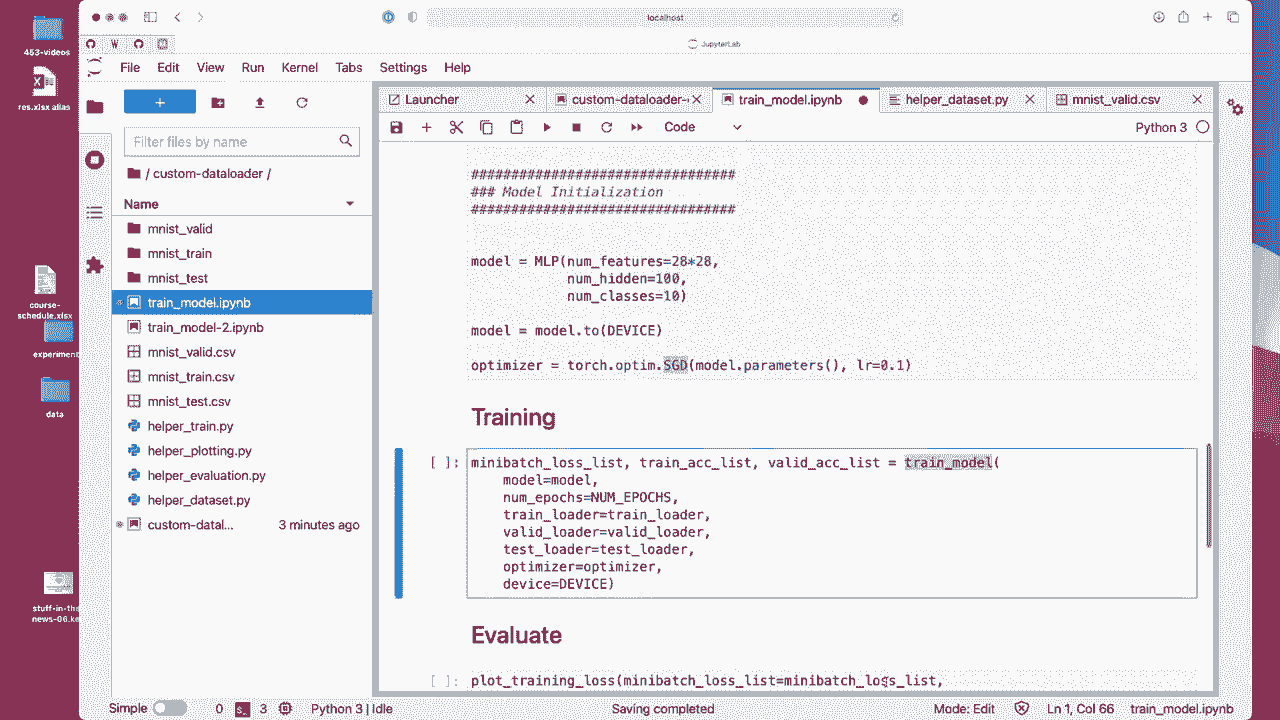 localhost
W
JupyterLab
File Edit View Run Kernel Tabs Settings Help
453-videos
res.xlsx alias
course-
schedule.xlsx
experiment
data
stuff-in-the
news-06.ke
Filter files by name
/ custom-dataloader /
Name
mnist_valid
mnist_train
mnist_test
train_model.ipynb
train_model-2.ipynb
mnist_valid.csv
mnist_train.csv
mnist_test.csv
helper_train.py
helper_plotting.py
helper_evaluation.py
helper_dataset.py
custom-datal... 3 minutes ago
Launcher custom-dataloader- train_model.ipynb helper_dataset.py mnist_valid.csv
Code Python 3
#################################
### Model Initialization
#################################
model = MLP(num_features=28*28,
num_hidden=100,
num_classes=10)
model = model.to(DEVICE)
optimizer = torch.optim.SGD(model.parameters(), lr=0.1)
Training
[ ]: minibatch_loss_list, train_acc_list, valid_acc_list = train_model(
model=model,
num_epochs=NUM_EPOCHS,
train_loader=train_loader,
valid_loader=valid_loader,
test_loader=test_loader,
optimizer=optimizer,
device=DEVICE)
Evaluate
[ ]: plot_training_loss(minibatch_loss_list=minibatch_loss_list,
Simple 0 3 Python 3 | Idle Saving completed Mode: Edit Ln 1, Col 66 train_model.ipynb